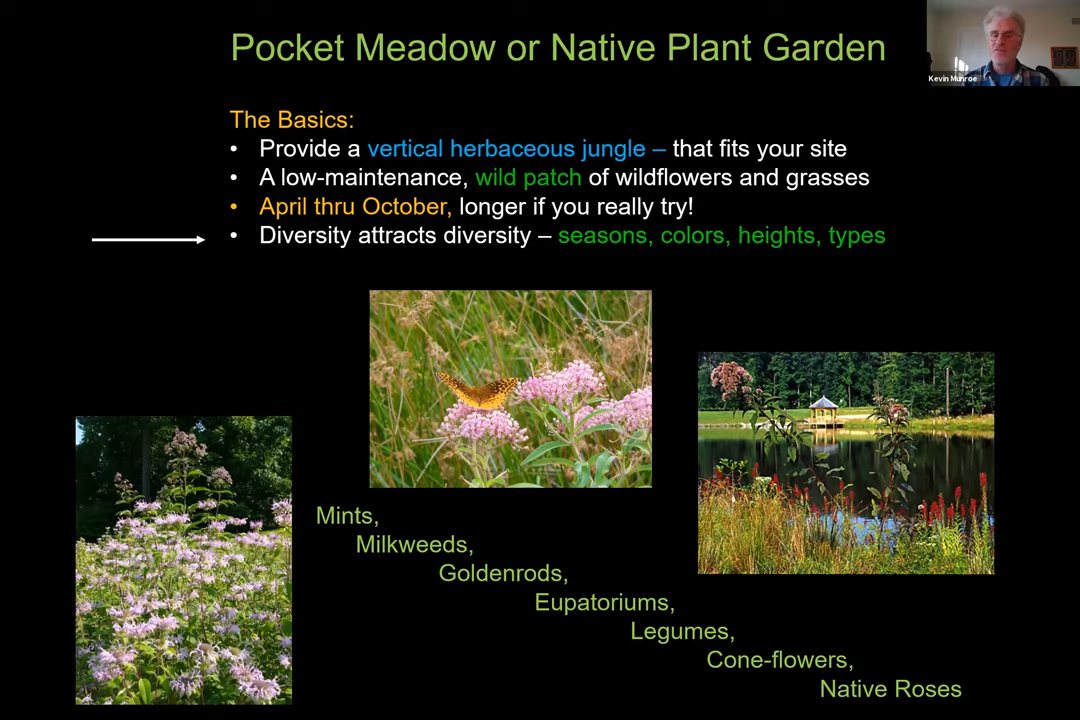 Pocket Meadow or Native Plant Garden
Kevin Munroe
The Basics:
• Provide a vertical herbaceous jungle – that fits your site
• A low-maintenance, wild patch of wildflowers and grasses
• April thru October, longer if you really try!
• Diversity attracts diversity – seasons, colors, heights, types
Mints,
Milkweeds,
Goldenrods,
Eupatoriums,
Legumes,
Cone-flowers,
Native Roses